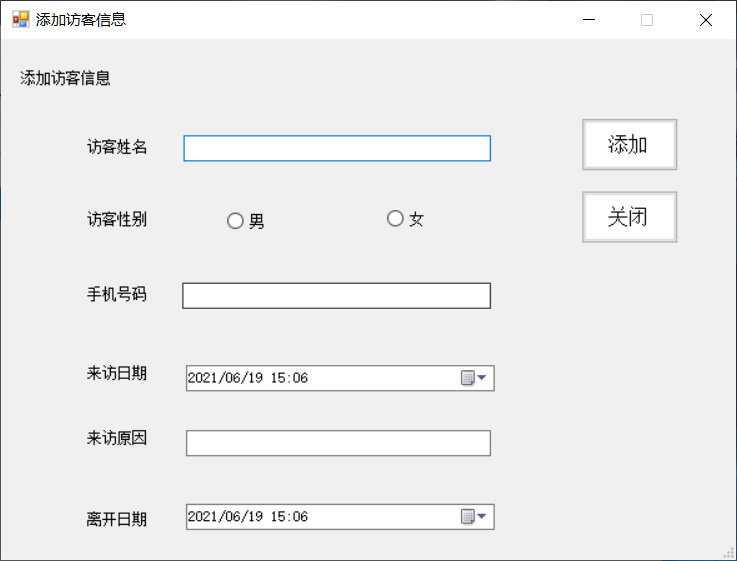 添加访客信息
添加访客信息
访客姓名
添加
访客性别 男 女
关闭
手机号码
来访日期 2021/06/19 15:06
来访原因
离开日期 2021/06/19 15:06